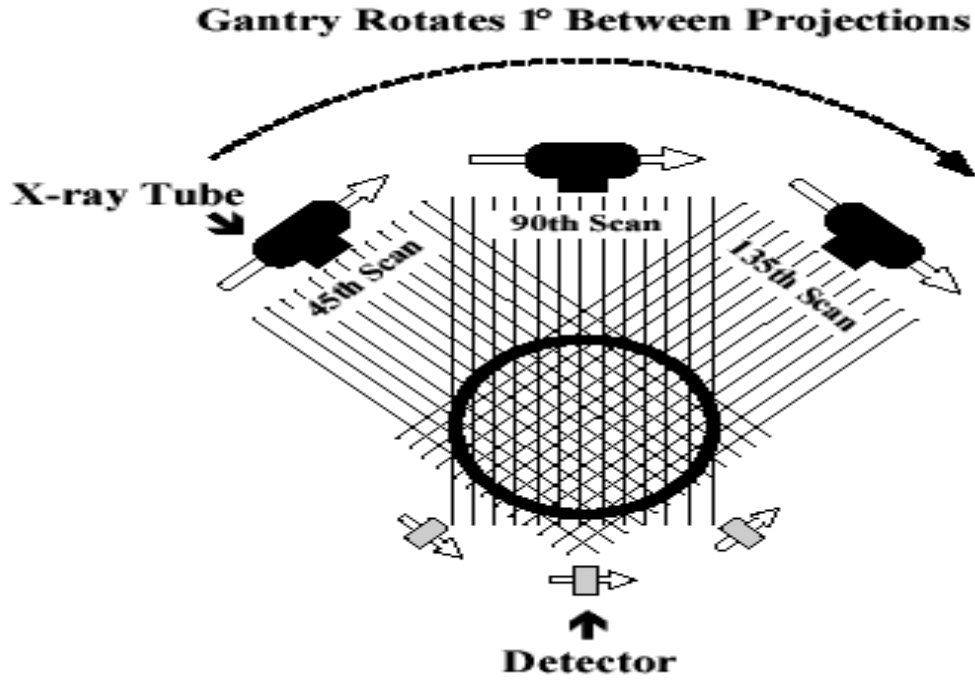 Gantry Rotates 1° Between Projections
X-ray Tube
45th Scan
90th Scan
135th Scan
Detector